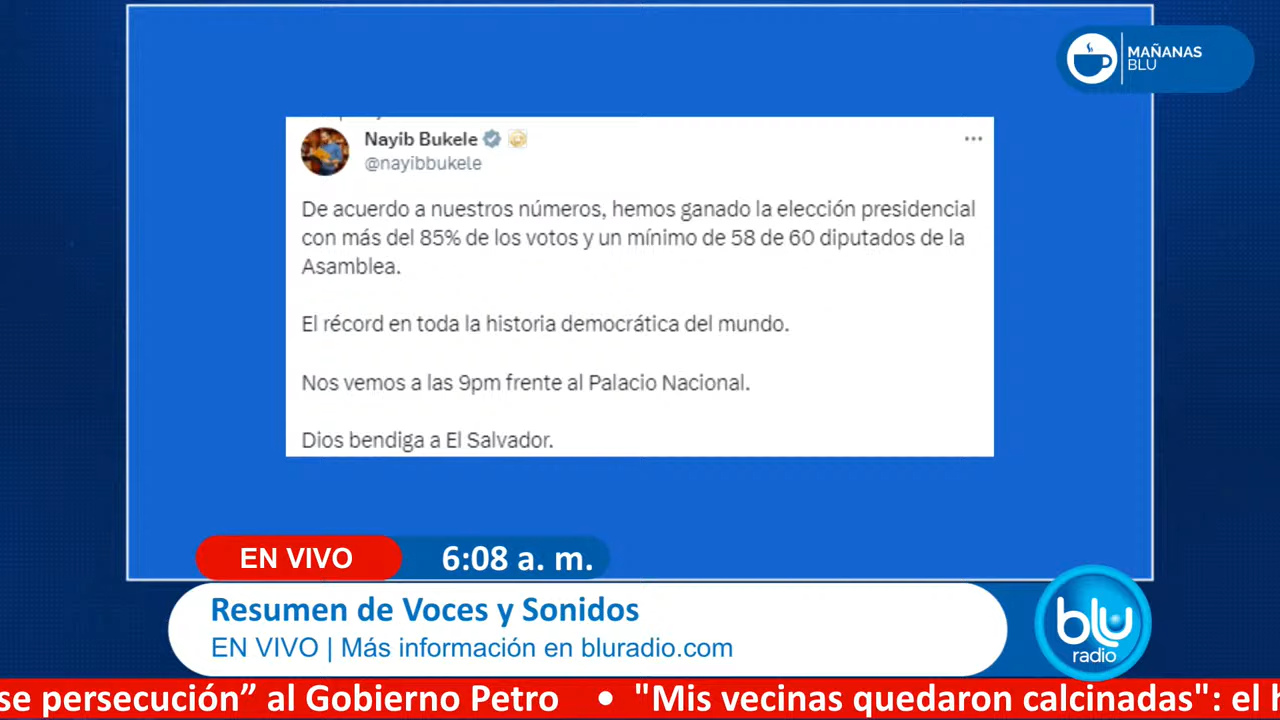 MAÑANAS
BLU
Nayib Bukele
@nayibbukele
De acuerdo a nuestros números, hemos ganado la elección presidencial
con más del 85% de los votos y un mínimo de 58 de 60 diputados de la
Asamblea.
El récord en toda la historia democrática del mundo.
Nos vemos a las 9pm frente al Palacio Nacional.
Dios bendiga a El Salvador.
EN VIVO
6:08 a. m.
Resumen de Voces y Sonidos
EN VIVO | Más información en bluradio.com
blu
radio
se persecución” al Gobierno Petro • "Mis vecinas quedaron calcinadas": el